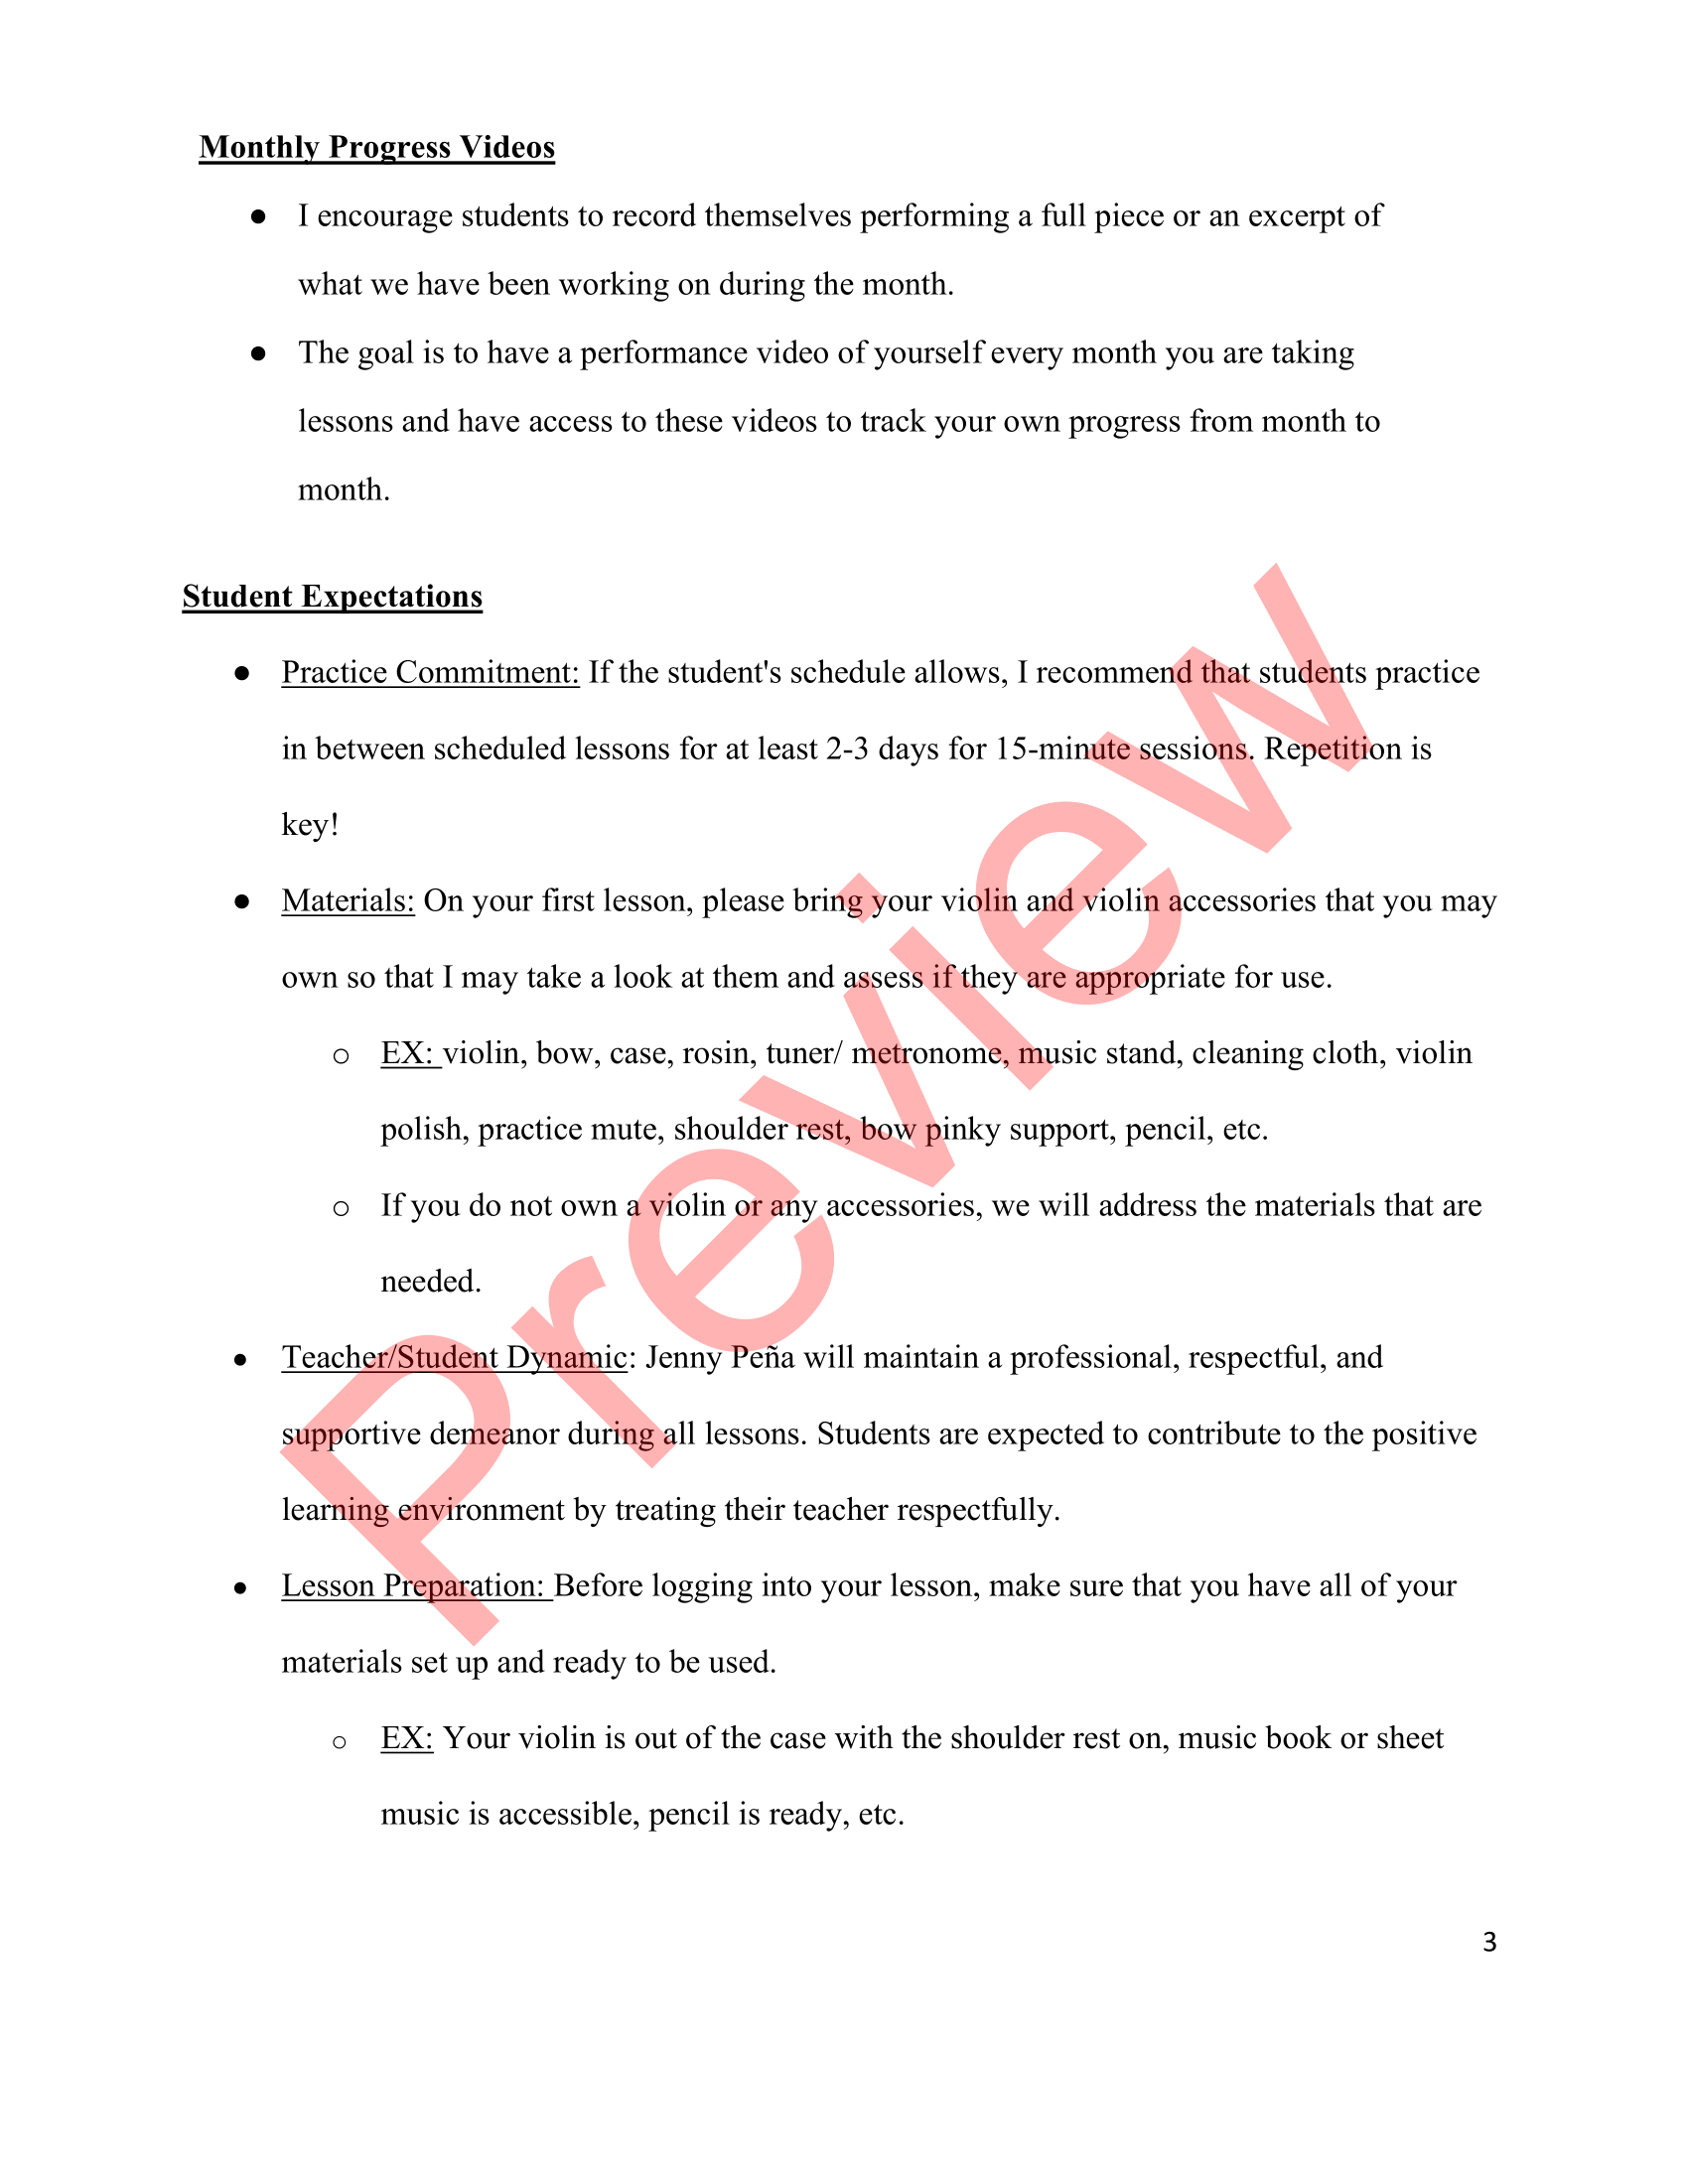 Monthly Progress Videos
● I encourage students to record themselves performing a full piece or an excerpt of
what we have been working on during the month.
● The goal is to have a performance video of yourself every month you are taking
lessons and have access to these videos to track your own progress from month to
month.
Student Expectations
● Practice Commitment: If the student's schedule allows, I recommend that students practice
in between scheduled lessons for at least 2-3 days for 15-minute sessions. Repetition is
key!
● Materials: On your first lesson, please bring your violin and violin accessories that you may
own so that I may take a look at them and assess if they are appropriate for use.
o EX: violin, bow, case, rosin, tuner/ metronome, music stand, cleaning cloth, violin
polish, practice mute, shoulder rest, bow pinky support, pencil, etc.
o If you do not own a violin or any accessories, we will address the materials that are
needed.
● Teacher/Student Dynamic: Jenny Peña will maintain a professional, respectful, and
supportive demeanor during all lessons. Students are expected to contribute to the positive
learning environment by treating their teacher respectfully.
● Lesson Preparation: Before logging into your lesson, make sure that you have all of your
materials set up and ready to be used.
o EX: Your violin is out of the case with the shoulder rest on, music book or sheet
music is accessible, pencil is ready, etc.
3
Preview